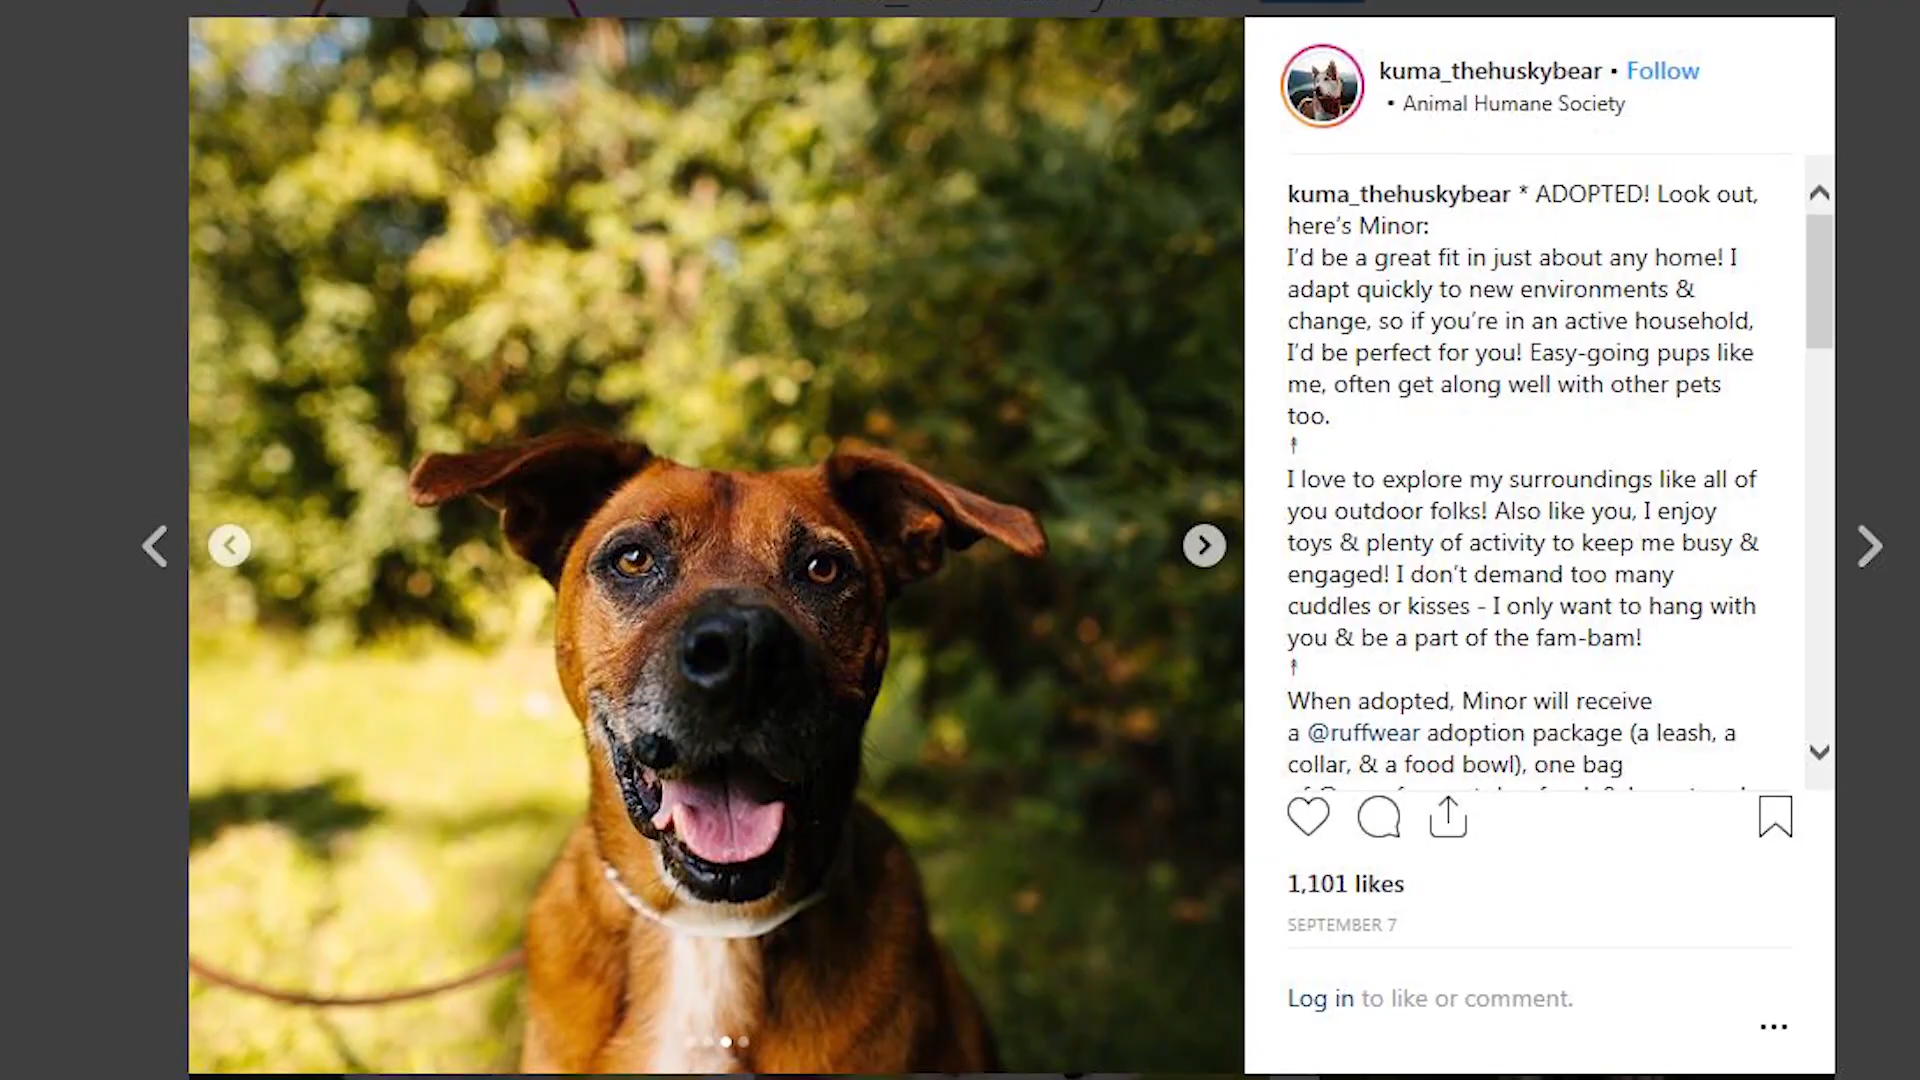 kuma_thehuskybear • Follow
• Animal Humane Society
kuma_thehuskybear * ADOPTED! Look out,
here's Minor:
I'd be a great fit in just about any home! I
adapt quickly to new environments &
change, so if you're in an active household,
I'd be perfect for you! Easy-going pups like
me, often get along well with other pets
too.
I love to explore my surroundings like all of
you outdoor folks! Also like you, I enjoy
toys & plenty of activity to keep me busy &
engaged! I don't demand too many
cuddles or kisses - I only want to hang with
you & be a part of the fam-bam!
When adopted, Minor will receive
a @ruffwear adoption package (a leash, a
collar, & a food bowl), one bag
1,101 likes
SEPTEMBER 7
Log in to like or comment.